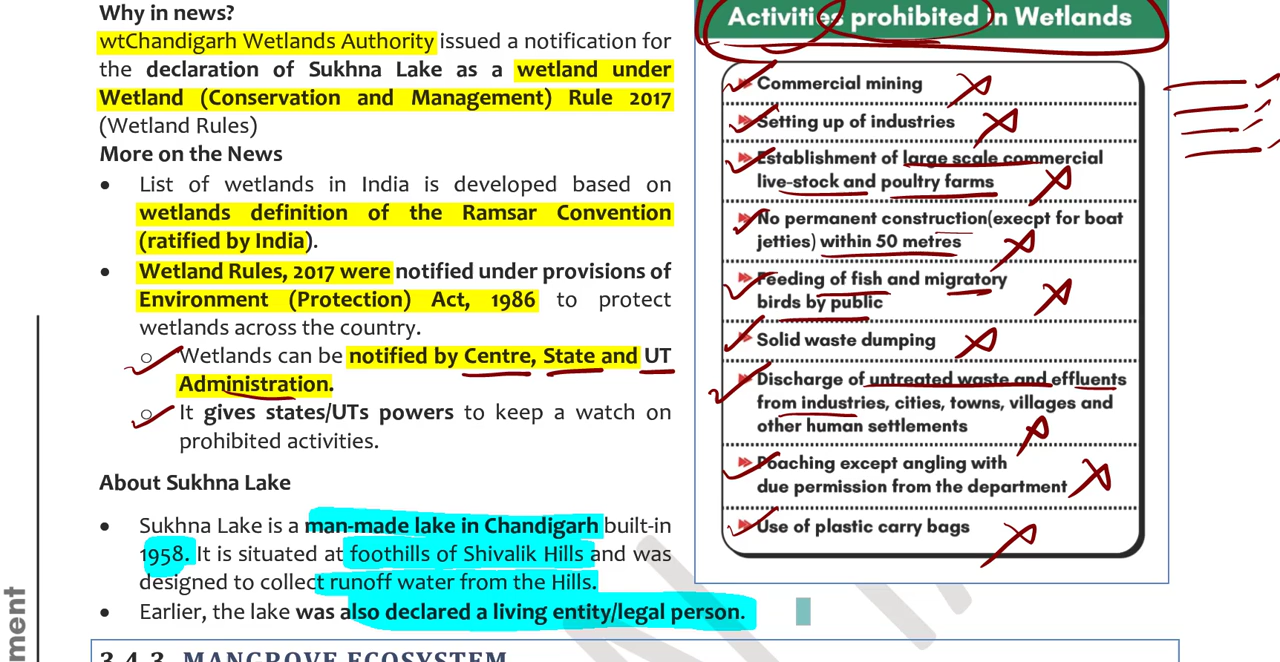 Why in news?
wtChandigarh Wetlands Authority issued a notification for
the declaration of Sukhna Lake as a wetland under
Wetland (Conservation and Management) Rule 2017
(Wetland Rules)
More on the News
• List of wetlands in India is developed based on
wetlands definition of the Ramsar Convention
(ratified by India).
• Wetland Rules, 2017 were notified under provisions of
Environment (Protection) Act, 1986 to protect
wetlands across the country.
o Wetlands can be notified by Centre, State and UT
Administration.
o It gives states/UTs powers to keep a watch on
prohibited activities.
About Sukhna Lake
• Sukhna Lake is a man-made lake in Chandigarh built-in
1958. It is situated at foothills of Shivalik Hills and was
designed to collect runoff water from the Hills.
• Earlier, the lake was also declared a living entity/legal person.
Activities prohibited in Wetlands
Commercial mining
Setting up of industries
Establishment of large scale commercial
live-stock and poultry farms
No permanent construction(execpt for boat
jetties) within 50 metres
Feeding of fish and migratory
birds by public
Solid waste dumping
Discharge of untreated waste and effluents
from industries, cities, towns, villages and
other human settlements
Poaching except angling with
due permission from the department
Use of plastic carry bags
ment
3.4.3 MANGROVE ECOSYSTEM